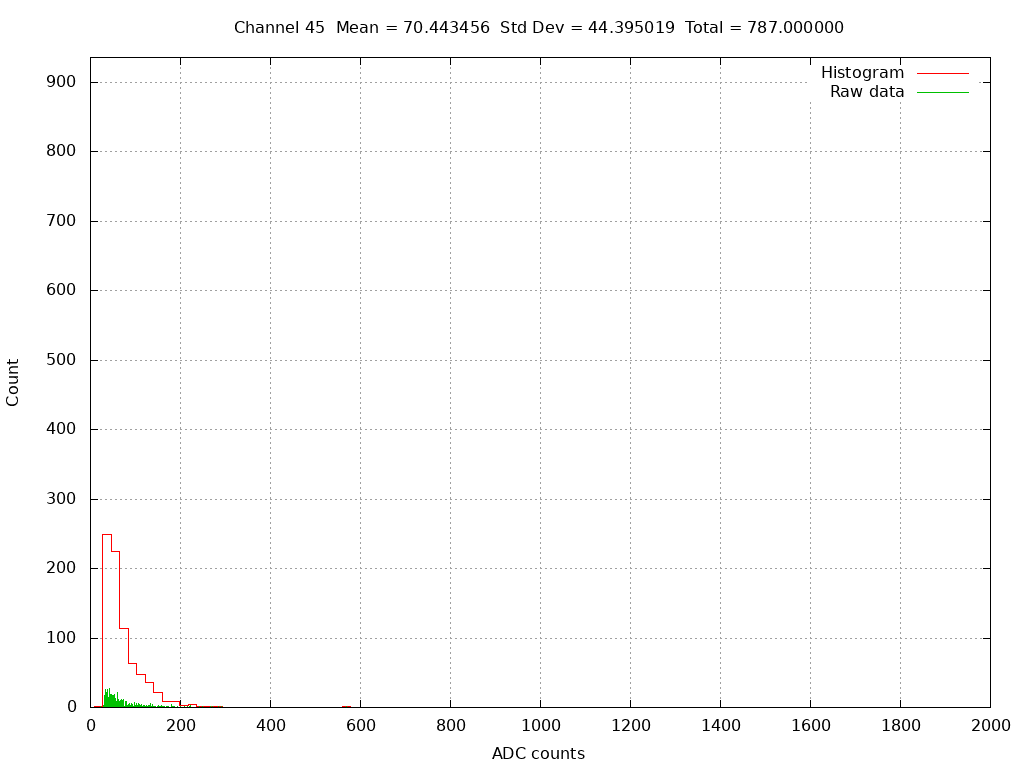 Channel 45  Mean = 70.443456  Std Dev = 44.395019  Total = 787.000000
Histogram
Raw data
900
800
700
600
500
400
300
200
100
0
Count
0 200 400 600 800 1000 1200 1400 1600 1800 2000
ADC counts